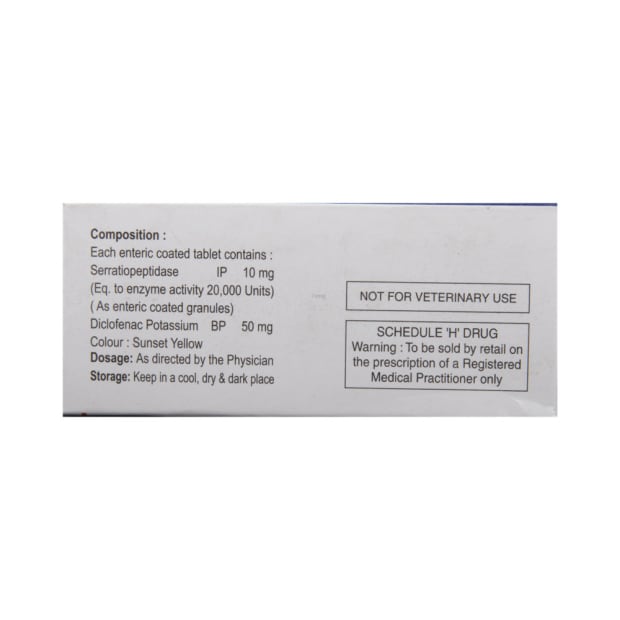 Composition :
Each enteric coated tablet contains :
Serratiopeptidase IP 10 mg
(Eq. to enzyme activity 20,000 Units)
( As enteric coated granules)
Diclofenac Potassium BP 50 mg
Colour : Sunset Yellow
Dosage: As directed by the Physician
Storage: Keep in a cool, dry & dark place
NOT FOR VETERINARY USE
SCHEDULE 'H' DRUG
Warning : To be sold by retail on
the prescription of a Registered
Medical Practitioner only